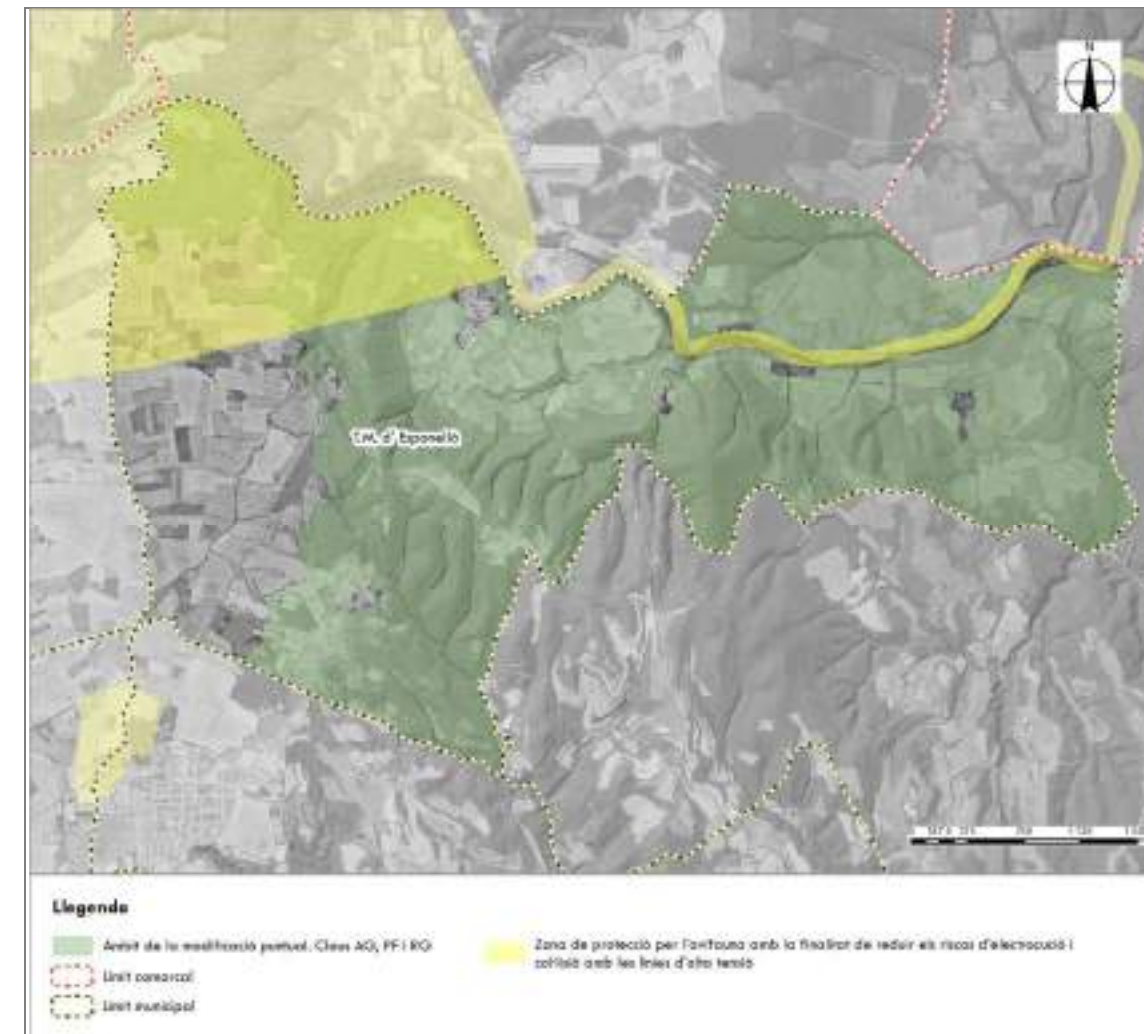 N
T.M. d' Esponellà
Llegenda
Àmbit de la modificació puntual. Claus AG, PF i RG
Límit comarcal
Límit municipal
Zona de protecció per l'avifauna amb la finalitat de reduir els riscos d'electrocució i
col·lisió amb les línies d'alta tensió